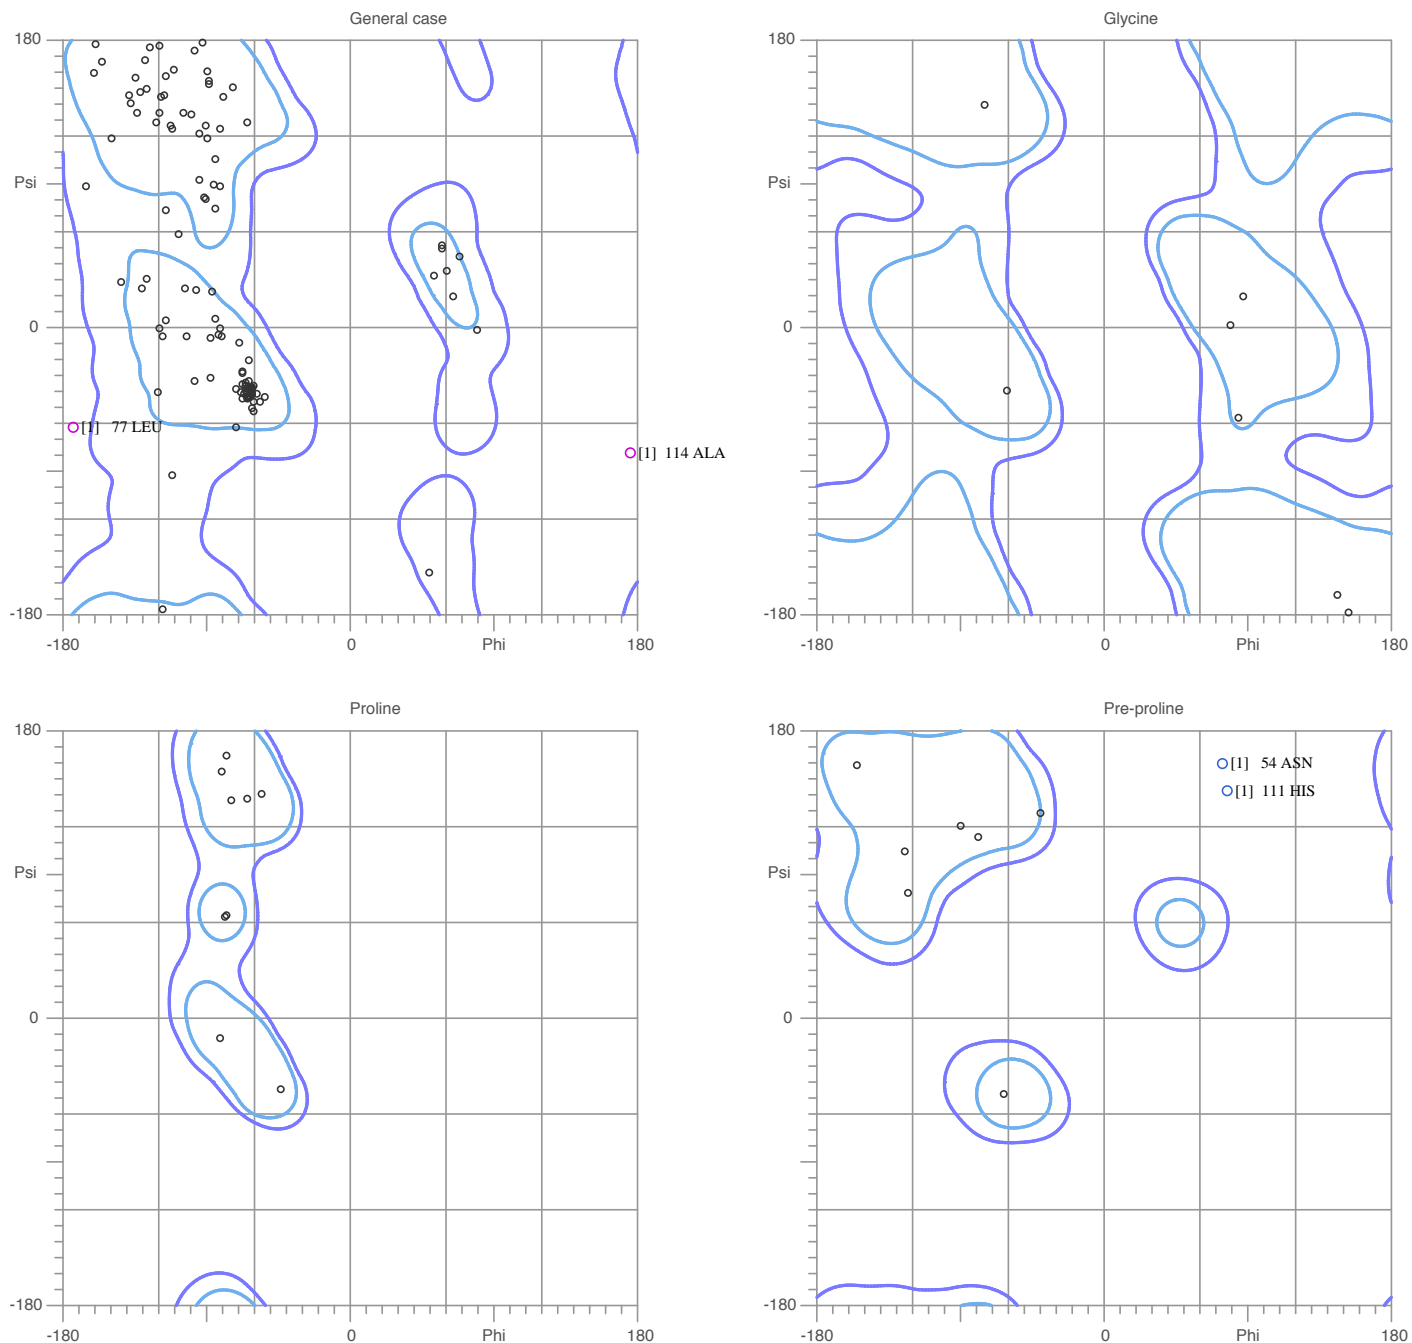 General case
Glycine
180
180
Psi
Psi
0
0
[1] 77 LEU
[1] 114 ALA
-180
-180
-180 0 Phi 180
-180 0 Phi 180
Proline
Pre-proline
180
180
[1] 54 ASN
[1] 111 HIS
Psi
Psi
0
0
-180
-180
-180 0 Phi 180
-180 0 Phi 180